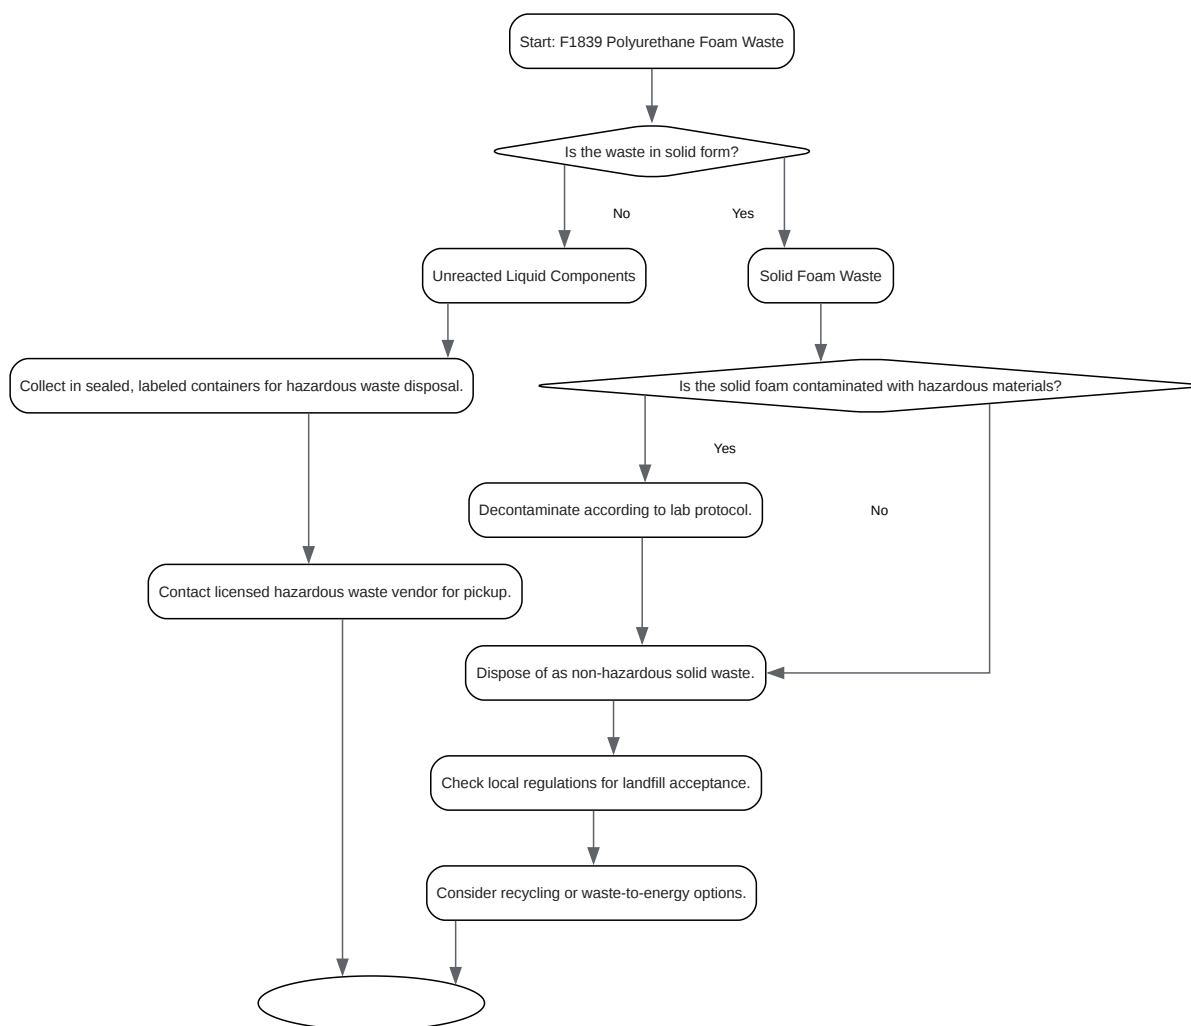 Start: F1839 Polyurethane Foam Waste
Is the waste in solid form?
No
Yes
Unreacted Liquid Components
Solid Foam Waste
Collect in sealed, labeled containers for hazardous waste disposal.
Is the solid foam contaminated with hazardous materials?
Yes
Decontaminate according to lab protocol.
No
Contact licensed hazardous waste vendor for pickup.
Dispose of as non-hazardous solid waste.
Check local regulations for landfill acceptance.
Consider recycling or waste-to-energy options.